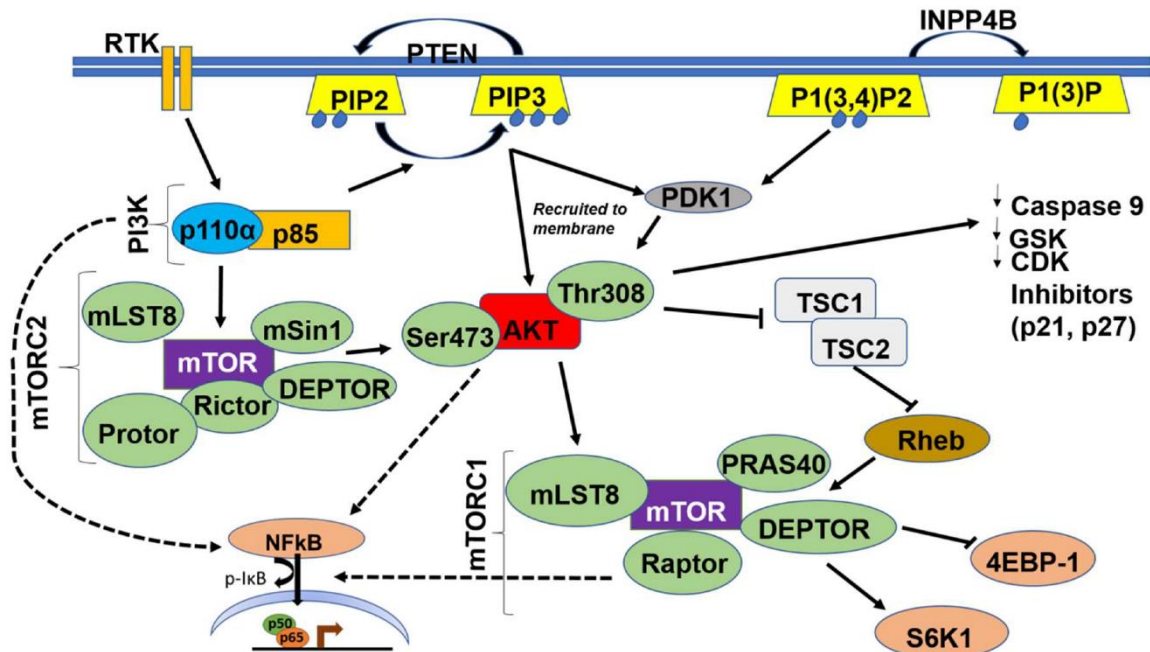 INPP4B
RTK
PTEN
PIP2
PIP3
P1(3,4)P2
P1(3)P
PI3K
p110α
p85
Recruited to
membrane
PDK1
Caspase 9
GSK
CDK
Inhibitors
(p21, p27)
mTORC2
mLST8
mSin1
mTOR
Rictor
DEPTOR
Protor
Ser473
AKT
Thr308
TSC1
TSC2
Rheb
mTORC1
mLST8
PRAS40
mTOR
DEPTOR
Raptor
4EBP-1
S6K1
NFkB
p-IκB
p50
p65